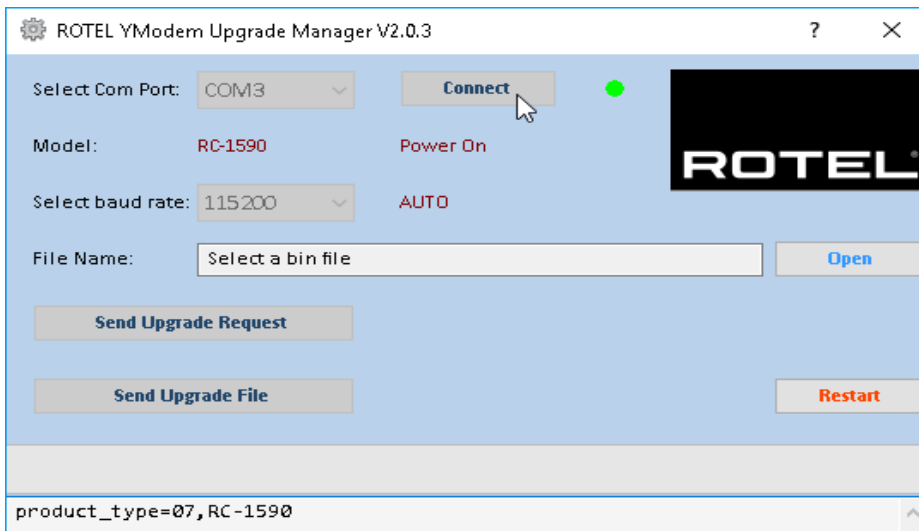 ROTEL YModem Upgrade Manager V2.0.3 ? X
Select Com Port: COM3 Connect
ROTEL
Model: RC-1590 Power On
Select baud rate: 115200 AUTO
File Name: Select a bin file Open
Send Upgrade Request
Send Upgrade File Restart
product_type=07,RC-1590